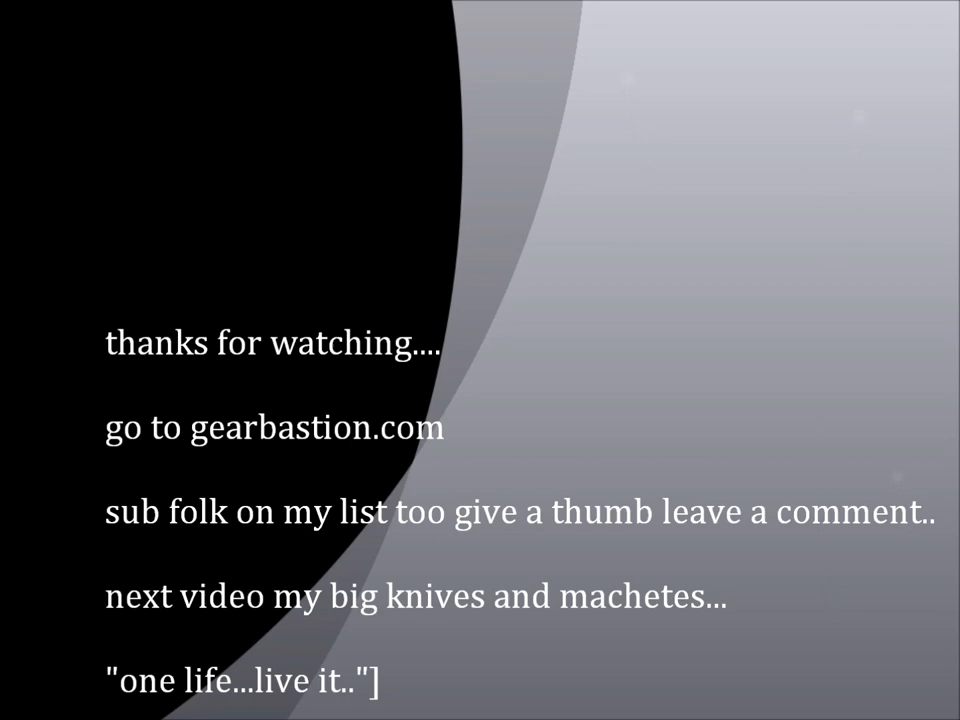 thanks for watching....
go to gearbastion.com
sub folk on my list too give a thumb leave a comment..
next video my big knives and machetes...
"one life...live it.."]